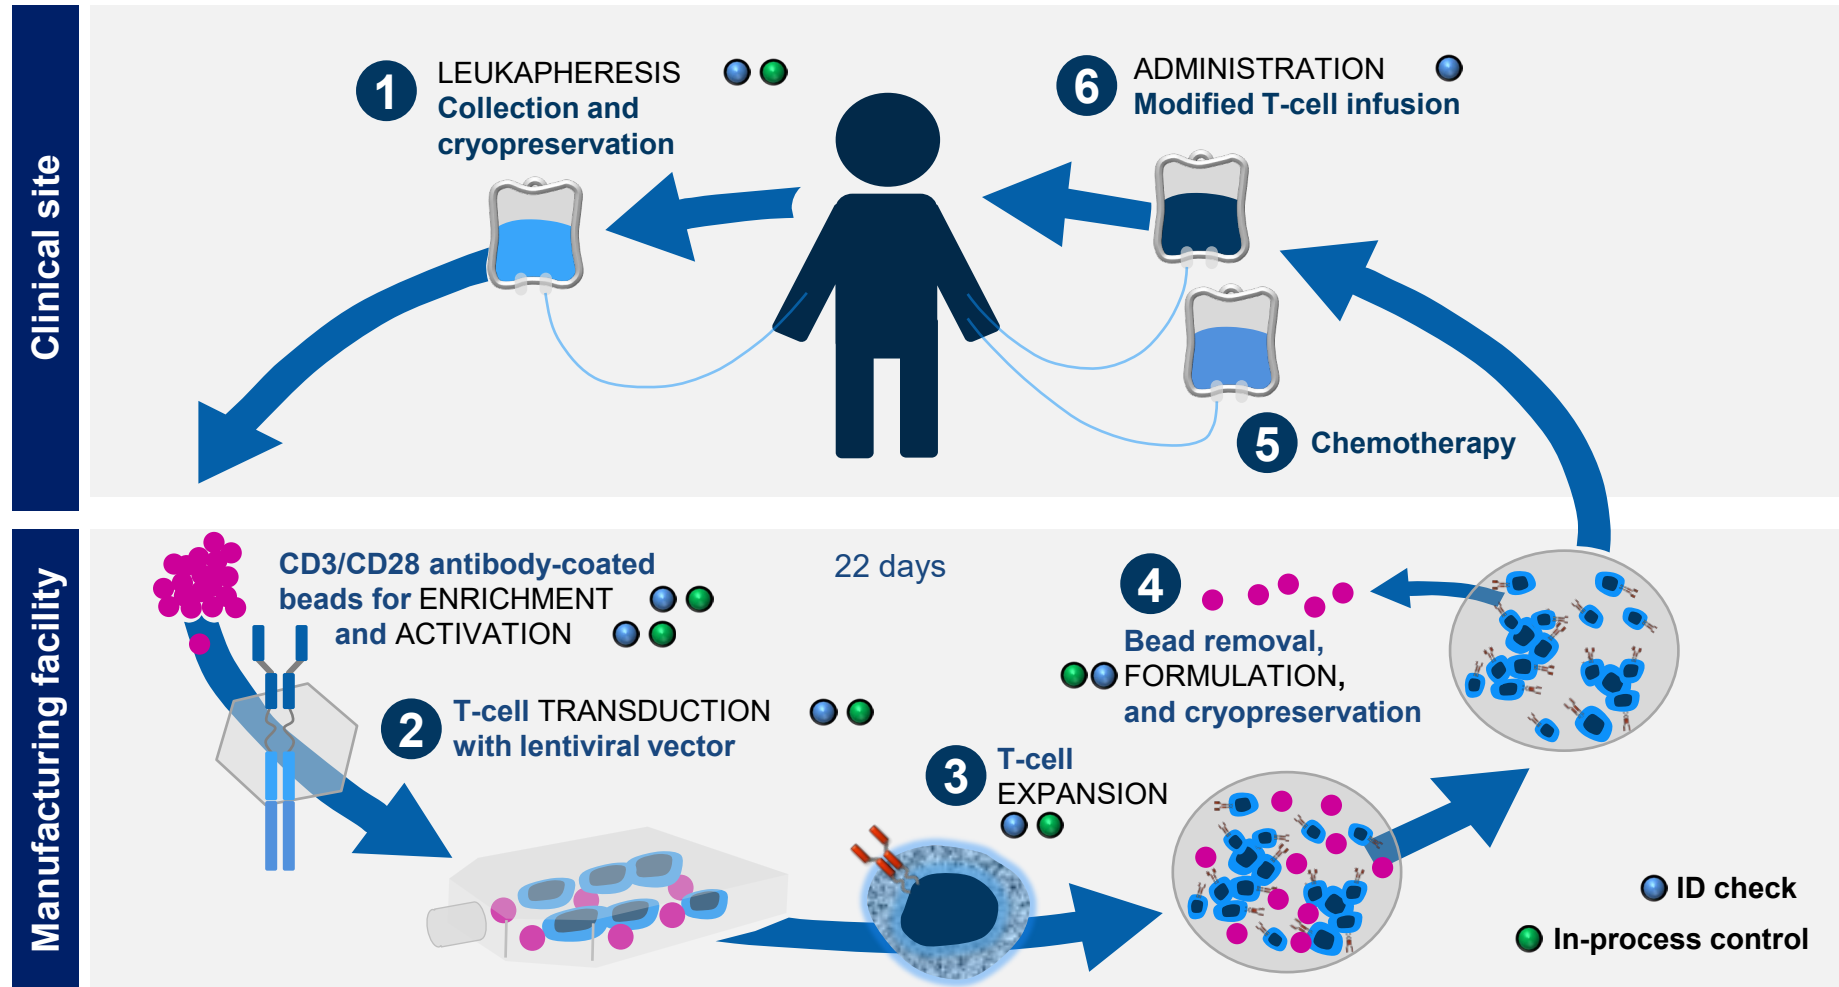 Clinical site
1
LEUKAPHERESIS
Collection and
cryopreservation
6
ADMINISTRATION
Modified T-cell infusion
5
Chemotherapy
Manufacturing facility
CD3/CD28 antibody-coated
beads for ENRICHMENT
and ACTIVATION
22 days
2
T-cell TRANSDUCTION
with lentiviral vector
3
T-cell
EXPANSION
4
Bead removal,
FORMULATION,
and cryopreservation
ID check
In-process control